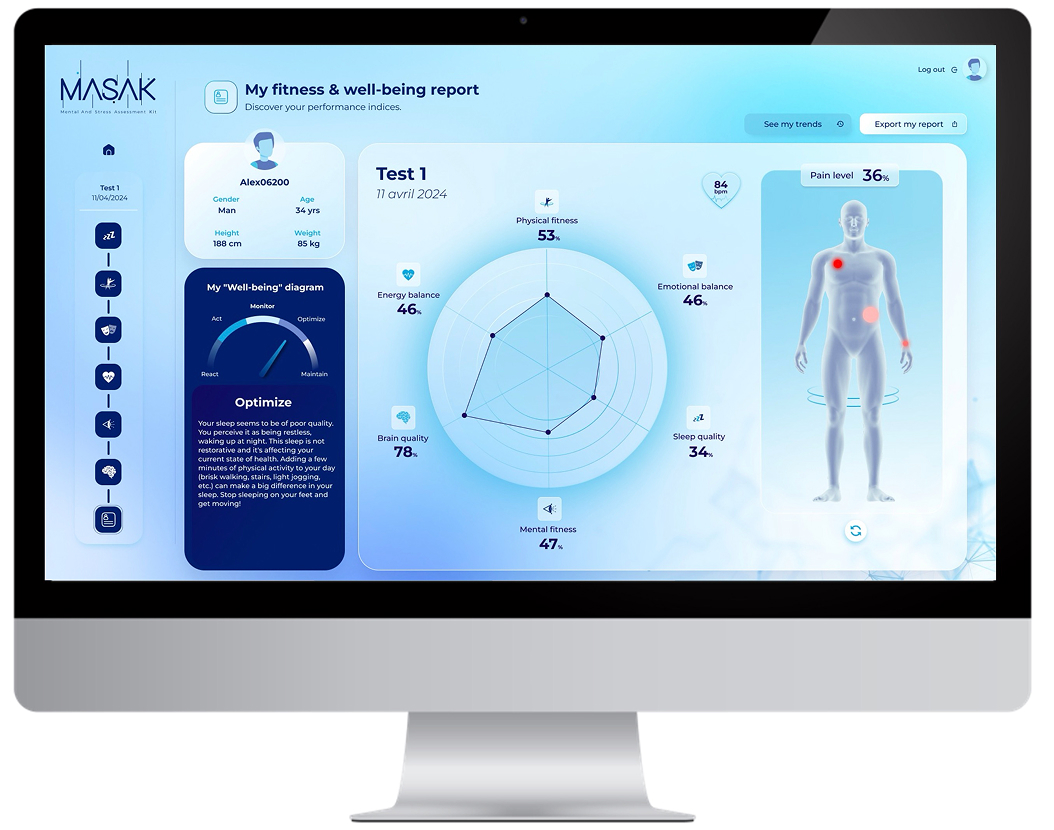 MASAK
Mental And Stress Assessment Kit
My fitness & well-being report
Discover your performance indices.
Log out
See my trends
Export my report
Test 1
11/04/2024
zzZ
Alex06200
Gender
Man
Age
34 yrs
Height
188 cm
Weight
85 kg
My "Well-being" diagram
Monitor
Act
Optimize
React
Maintain
Optimize
Your sleep seems to be of poor quality.
You perceive it as being restless,
waking up at night. This sleep is not
restorative and it's affecting your
current state of health. Adding a few
minutes of physical activity to your day
(brisk walking, stairs, light jogging,
etc.) can make a big difference in your
sleep. Stop sleeping on your feet and
get moving!
Test 1
11 avril 2024
84
bpm
Physical fitness
53%
Emotional balance
46%
zzZ
Sleep quality
34%
Mental fitness
47%
Brain quality
78%
Energy balance
46%
Pain level 36%